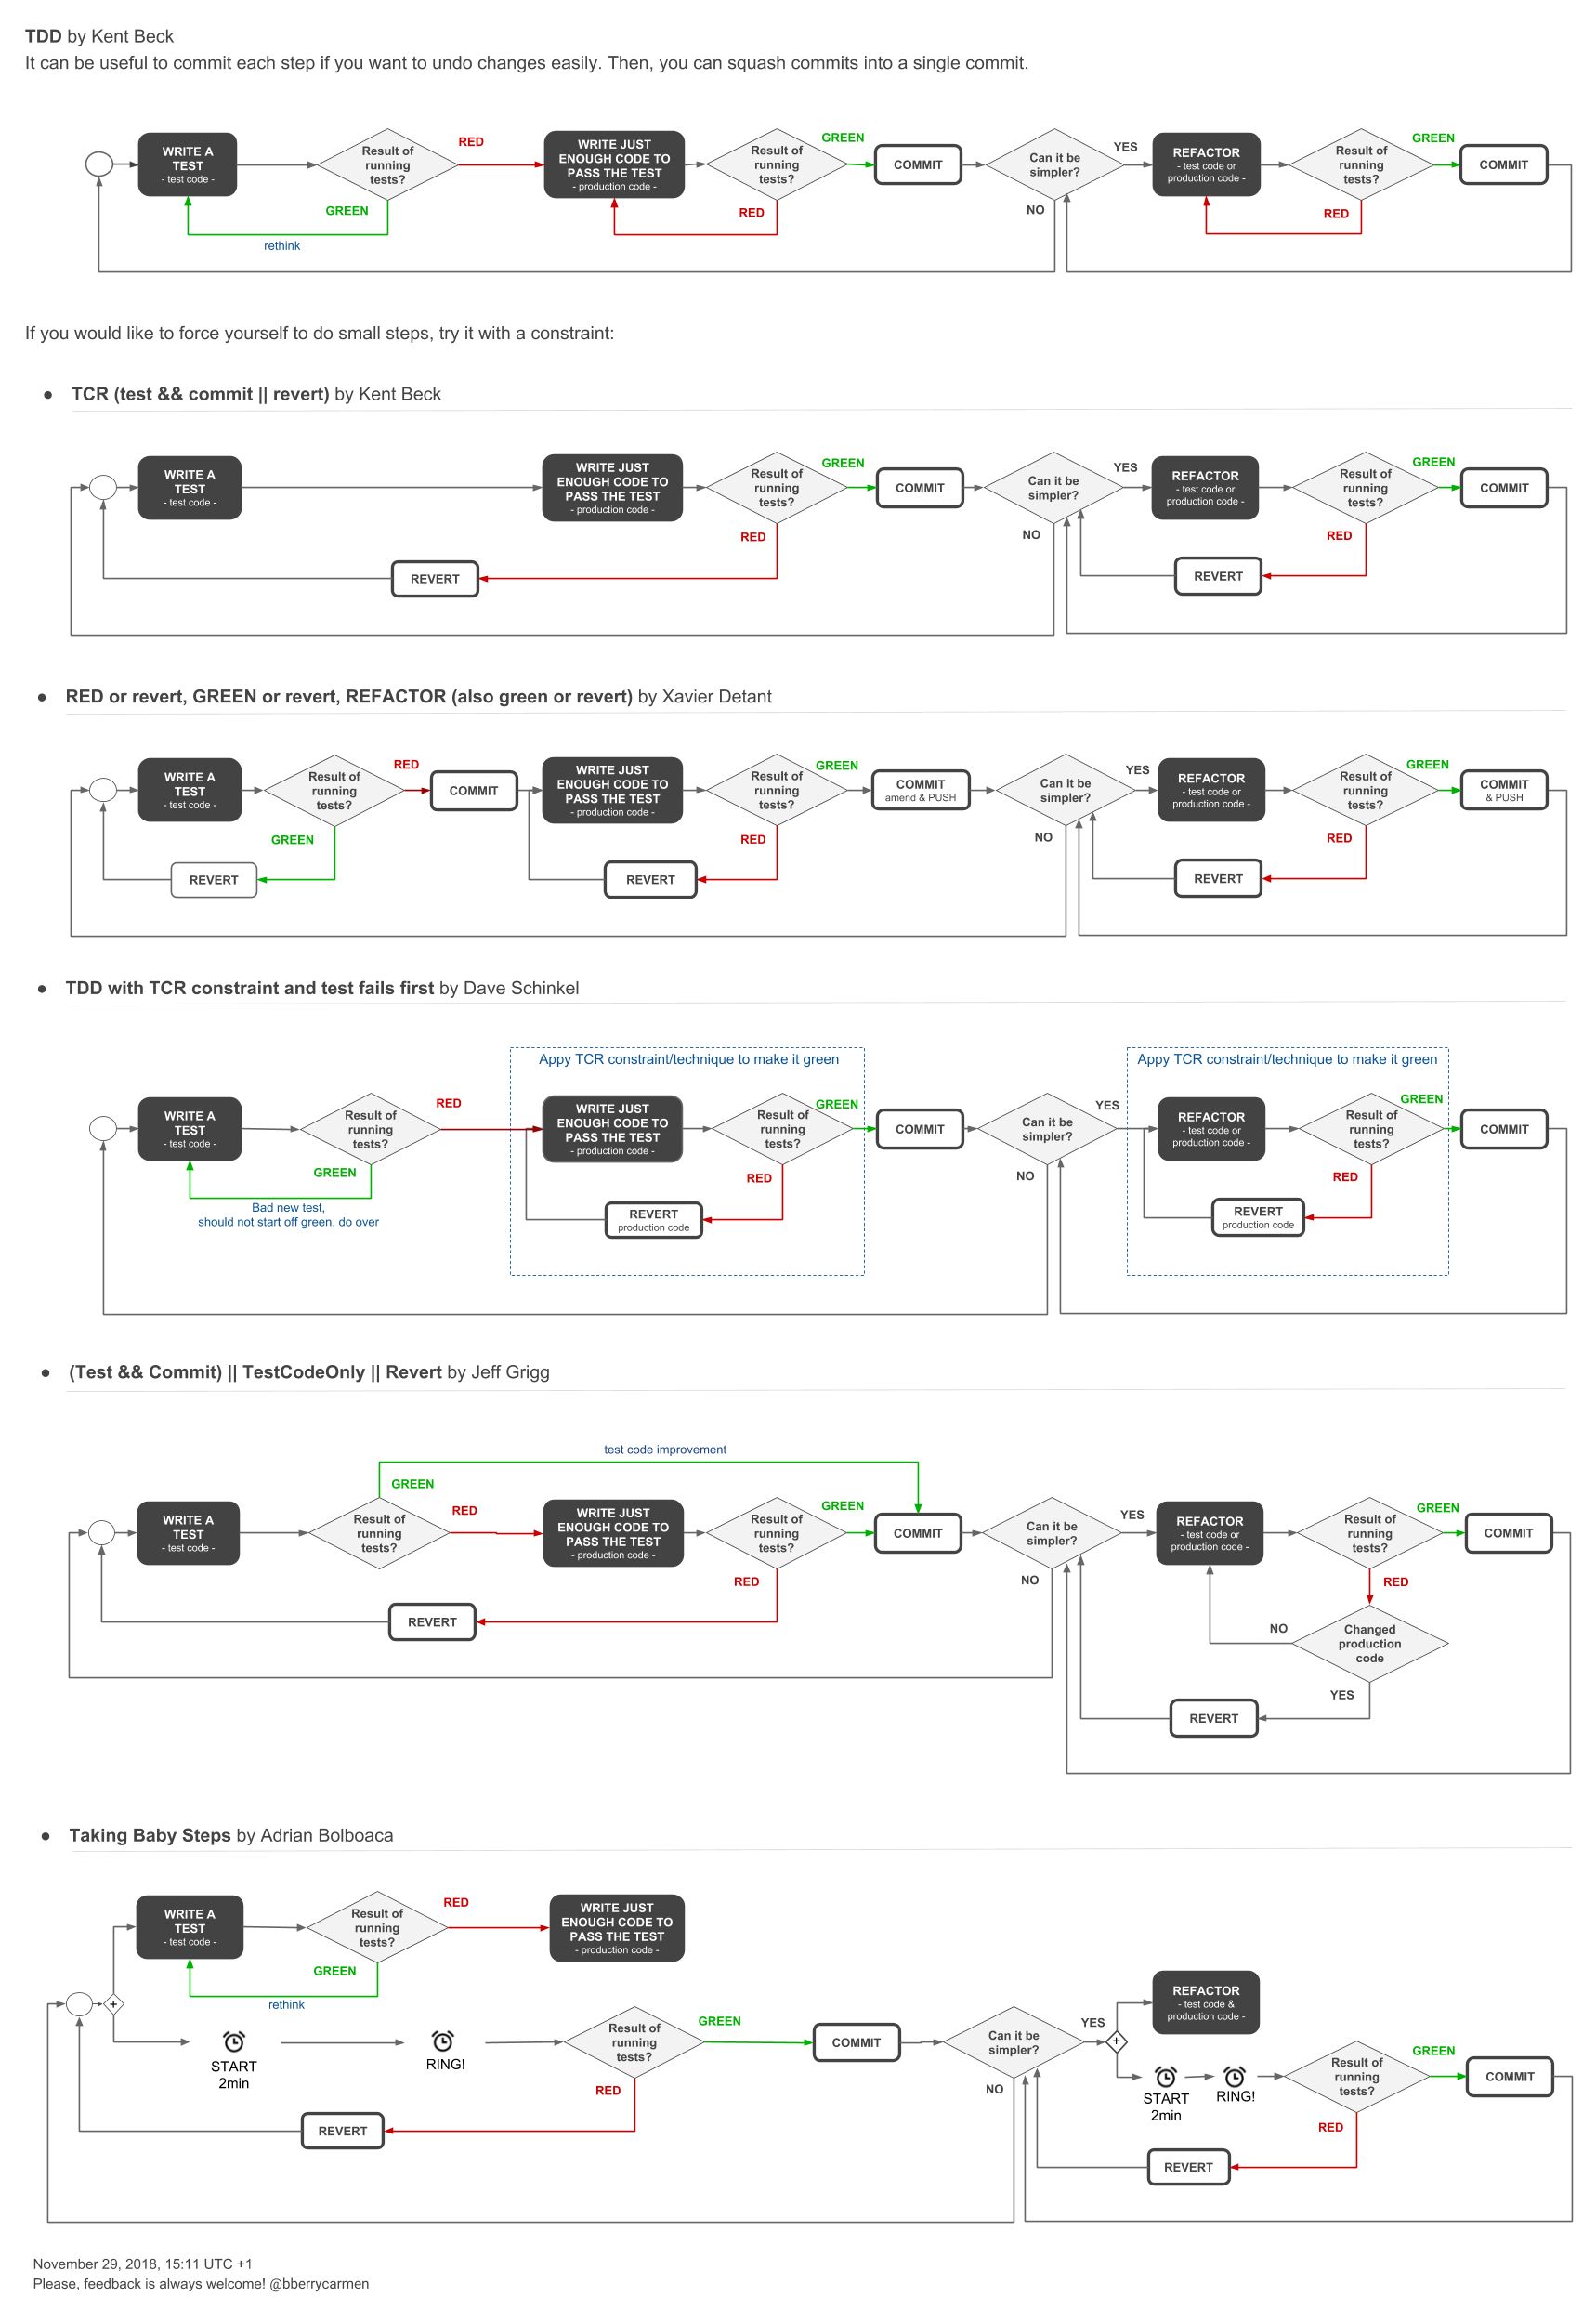 TDD by Kent Beck
It can be useful to commit each step if you want to undo changes easily. Then, you can squash commits into a single commit.
WRITE A
TEST
- test code -
Result of
running
tests?
RED
GREEN
rethink
WRITE JUST
ENOUGH CODE TO
PASS THE TEST
- production code -
Result of
running
tests?
GREEN
RED
COMMIT
Can it be
simpler?
YES
NO
REFACTOR
- test code or
production code -
Result of
running
tests?
GREEN
RED
COMMIT
If you would like to force yourself to do small steps, try it with a constraint:
● TCR (test && commit || revert) by Kent Beck
WRITE A
TEST
- test code -
WRITE JUST
ENOUGH CODE TO
PASS THE TEST
- production code -
Result of
running
tests?
GREEN
RED
REVERT
COMMIT
Can it be
simpler?
YES
NO
REFACTOR
- test code or
production code -
Result of
running
tests?
GREEN
RED
REVERT
COMMIT
● RED or revert, GREEN or revert, REFACTOR (also green or revert) by Xavier Detant
WRITE A
TEST
- test code -
Result of
running
tests?
RED
GREEN
REVERT
COMMIT
WRITE JUST
ENOUGH CODE TO
PASS THE TEST
- production code -
Result of
running
tests?
GREEN
RED
REVERT
COMMIT
amend & PUSH
Can it be
simpler?
YES
NO
REFACTOR
- test code or
production code -
Result of
running
tests?
GREEN
RED
REVERT
COMMIT
& PUSH
● TDD with TCR constraint and test fails first by Dave Schinkel
WRITE A
TEST
- test code -
Result of
running
tests?
RED
GREEN
Bad new test,
should not start off green, do over
Appy TCR constraint/technique to make it green
WRITE JUST
ENOUGH CODE TO
PASS THE TEST
- production code -
Result of
running
tests?
GREEN
RED
REVERT
production code
COMMIT
Can it be
simpler?
YES
NO
Appy TCR constraint/technique to make it green
REFACTOR
- test code or
production code -
Result of
running
tests?
GREEN
RED
REVERT
production code
COMMIT
● (Test && Commit) || TestCodeOnly || Revert by Jeff Grigg
test code improvement
WRITE A
TEST
- test code -
GREEN
Result of
running
tests?
RED
WRITE JUST
ENOUGH CODE TO
PASS THE TEST
- production code -
Result of
running
tests?
GREEN
RED
REVERT
COMMIT
Can it be
simpler?
YES
NO
REFACTOR
- test code or
production code -
Result of
running
tests?
GREEN
COMMIT
RED
Changed
production
code
NO
YES
REVERT
● Taking Baby Steps by Adrian Bolboaca
WRITE A
TEST
- test code -
Result of
running
tests?
RED
GREEN
rethink
WRITE JUST
ENOUGH CODE TO
PASS THE TEST
- production code -
+
START
2min
RING!
Result of
running
tests?
GREEN
RED
REVERT
COMMIT
Can it be
simpler?
YES
NO
+
REFACTOR
- test code &
production code -
START
2min
RING!
Result of
running
tests?
GREEN
RED
REVERT
COMMIT
November 29, 2018, 15:11 UTC +1
Please, feedback is always welcome! @bberrycarmen